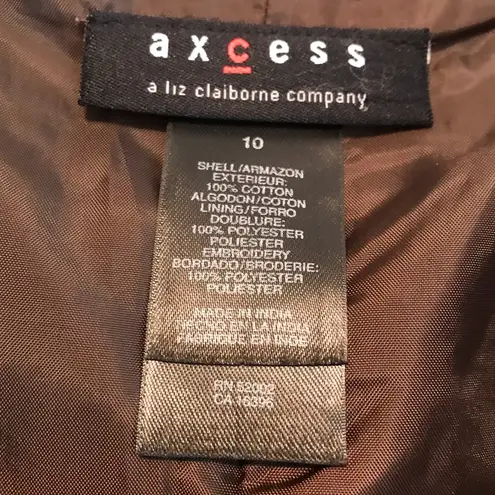 axcess
a liz claiborne company
10
SHELL/ARMAZON
EXTERIEUR:
100% COTTON
ALGODON/COTON
LINING/FORRO
DOUBLURE:
100% POLYESTER
POLIESTER
EMBROIDERY
BORDADO/BRODERIE:
100% POLYESTER
POLIESTER
MADE IN INDIA
HECHO EN LA INDIA
FABRIQUE EN INDE
RN 52002
CA 16396